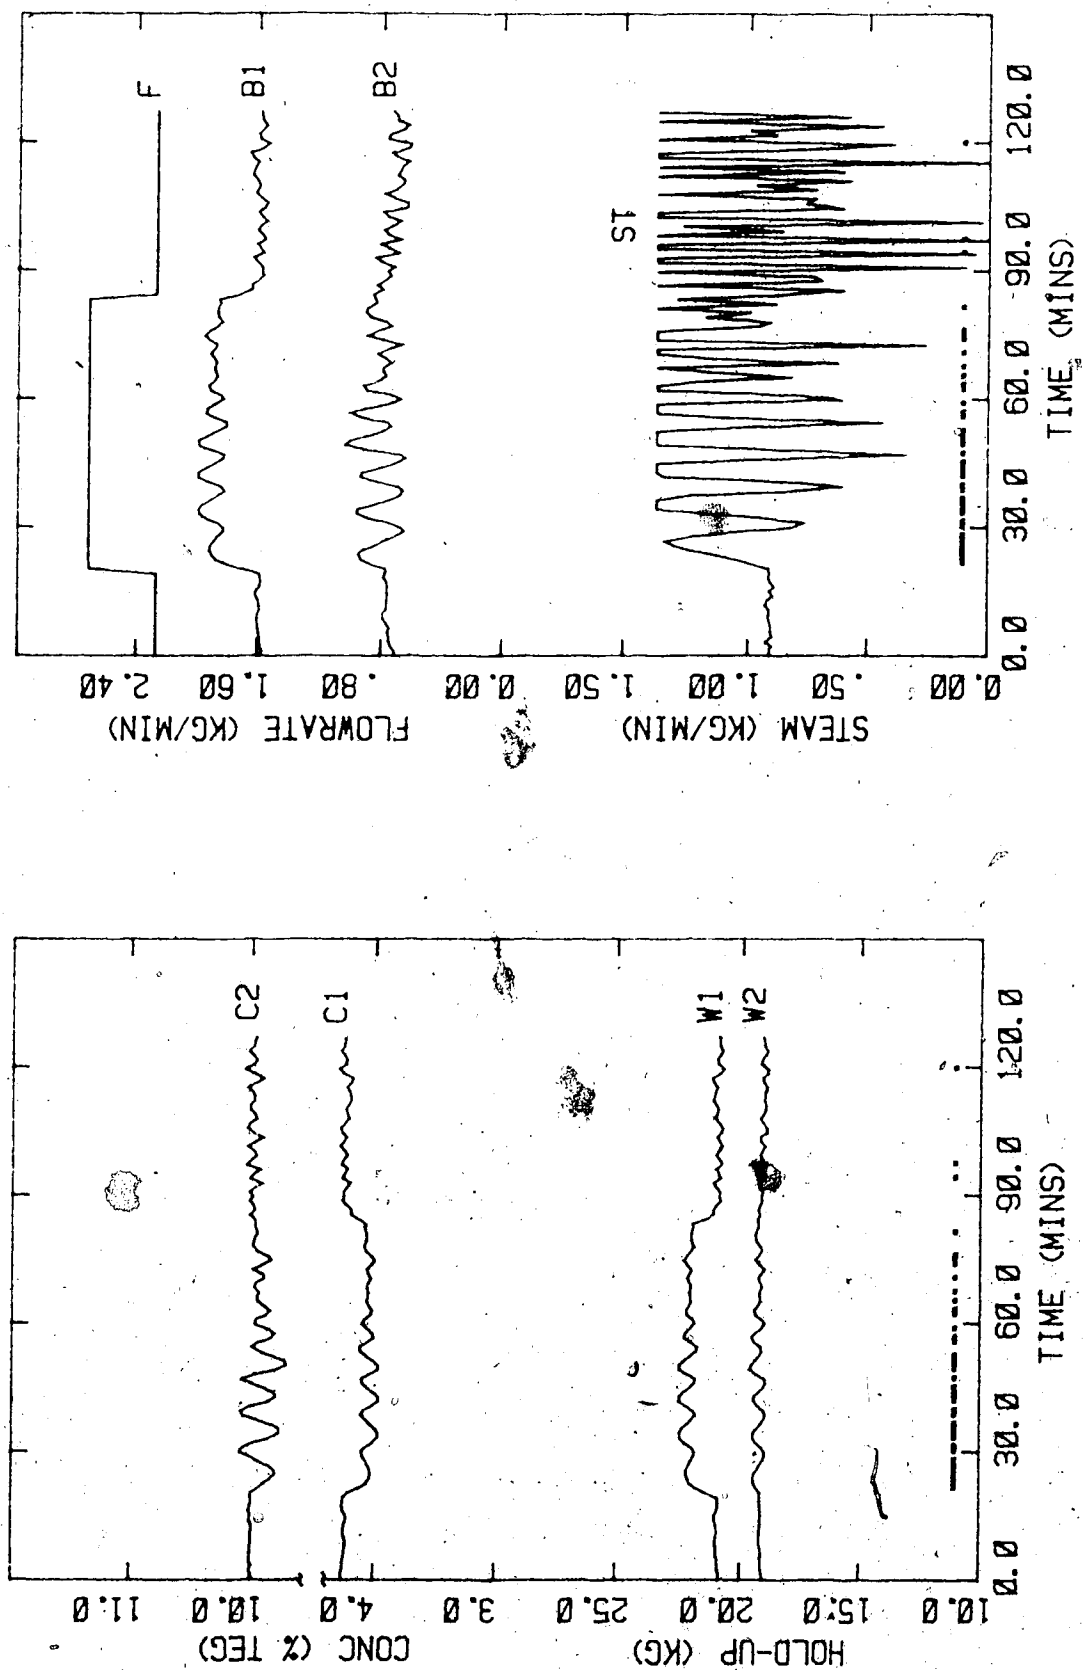 F
B1
B2
ST
2.40
1.60
.80
0.00
FLOWRATE (KG/MIN)
1.50
1.00
.50
0.00
STEAM (KG/MIN)
0.0 30.0 60.0 90.0 120.0
TIME (MINS)
C2
C1
W1
W2
11.0
10.0
4.0
3.0
CONC (% TEG)
25.0
20.0
15.0
10.0
HOLD-UP (KG)
0.0 30.0 60.0 90.0 120.0
TIME (MINS)